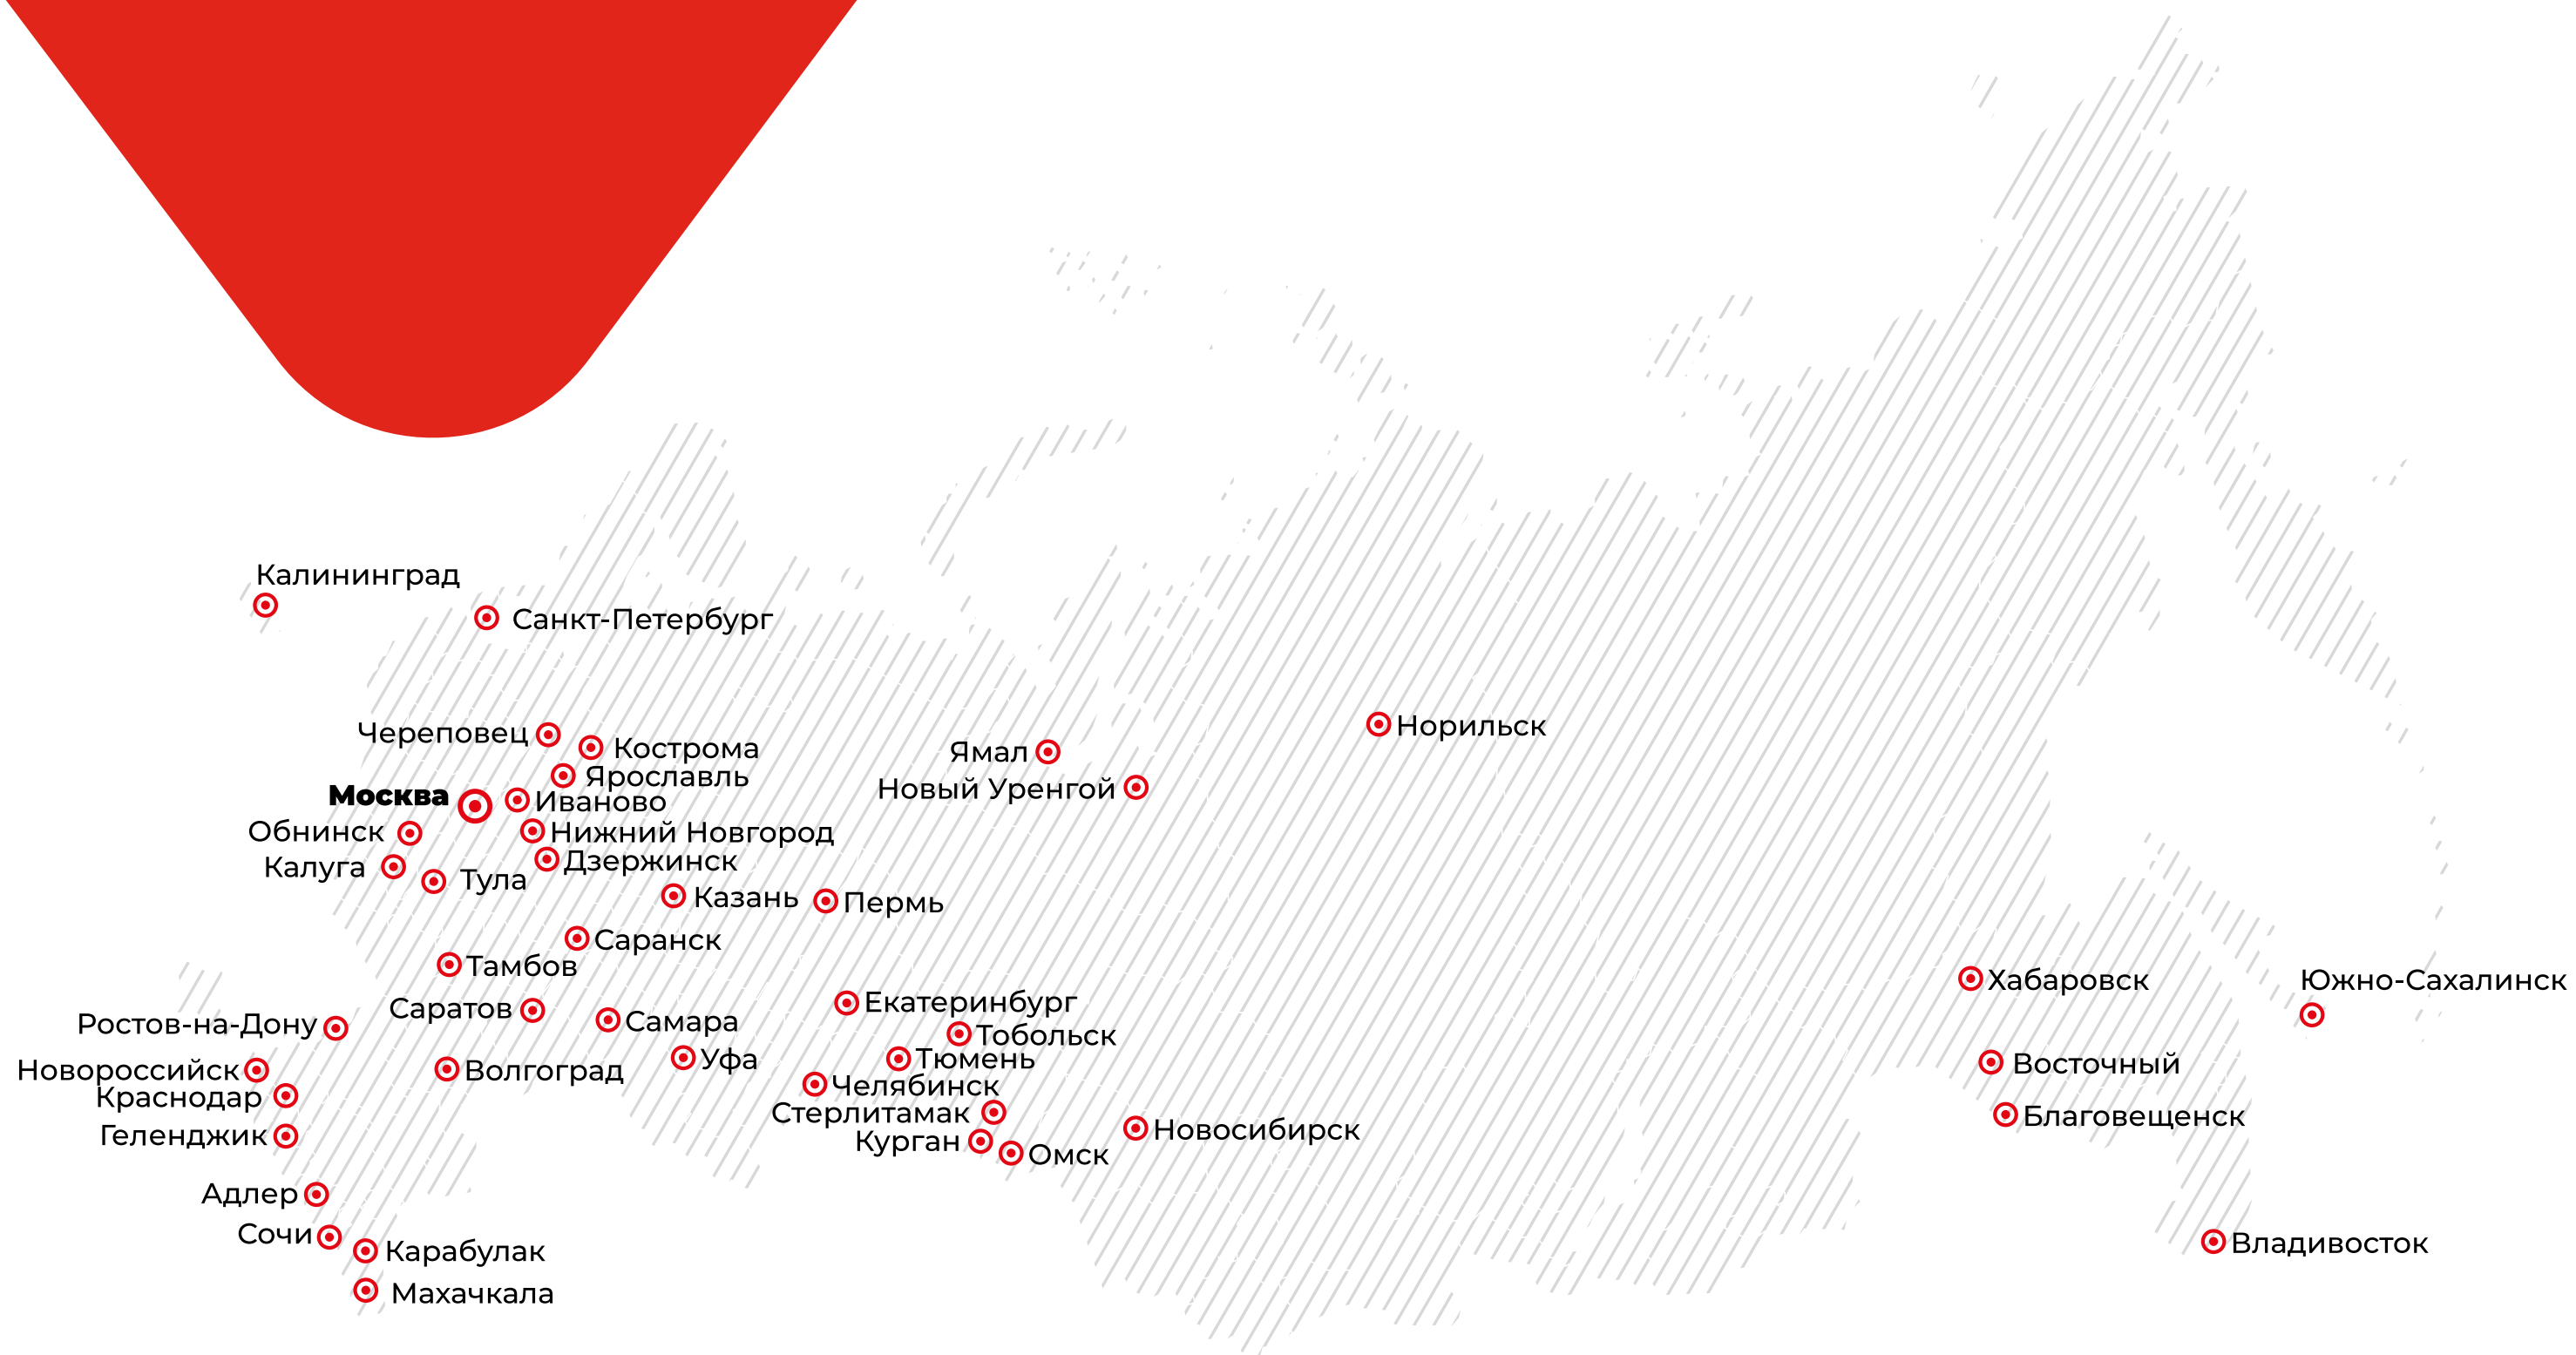 Калининград
Санкт-Петербург
Череповец
Кострома
Ярославль
Москва
Иваново
Обнинск
Нижний Новгород
Калуга
Дзержинск
Тула
Казань
Пермь
Саранск
Тамбов
Саратов
Самара
Ростов-на-Дону
Уфа
Новороссийск
Волгоград
Краснодар
Геленджик
Адлер
Сочи
Карабулак
Махачкала
Ямал
Новый Уренгой
Норильск
Екатеринбург
Тобольск
Тюмень
Челябинск
Стерлитамак
Курган
Омск
Новосибирск
Хабаровск
Южно-Сахалинск
Восточный
Благовещенск
Владивосток